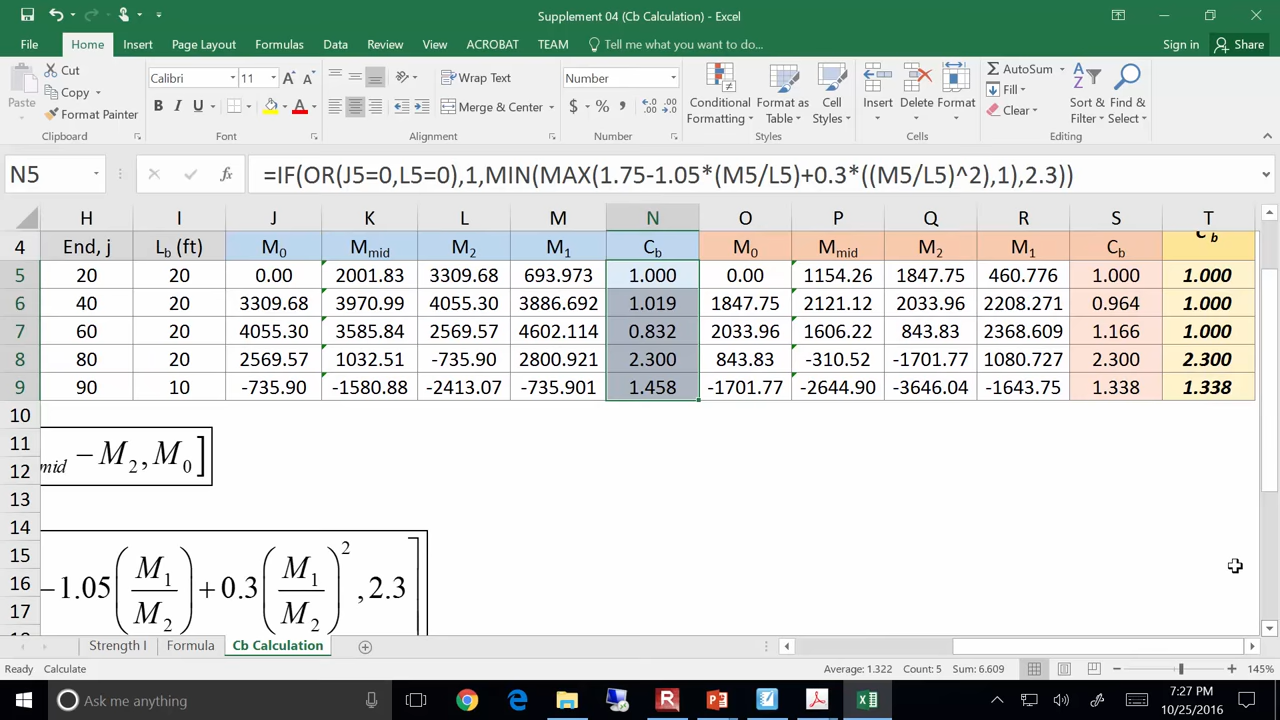 Supplement 04 (Cb Calculation) - Excel
File Home Insert Page Layout Formulas Data Review View ACROBAT TEAM Tell me what you want to do... Sign in Share
Paste
Cut
Copy
Format Painter
Clipboard
Calibri 11
B I U
Font
Wrap Text
Merge & Center
Alignment
Number
$ % ,
Number
Conditional Formatting
Format as Table
Cell Styles
Styles
Insert Delete Format
Cells
AutoSum
Fill
Clear
Sort & Filter
Find & Select
Editing
N5 =IF(OR(J5=0,L5=0),1,MIN(MAX(1.75-1.05*(M5/L5)+0.3*((M5/L5)^2),1),2.3))
H I J K L M N O P Q R S T
4 End, j Lb (ft) M0 Mmid M2 M1 Cb M0 Mmid M2 M1 Cb Cb
5 20 20 0.00 2001.83 3309.68 693.973 1.000 0.00 1154.26 1847.75 460.776 1.000 1.000
6 40 20 3309.68 3970.99 4055.30 3886.692 1.019 1847.75 2121.12 2033.96 2208.271 0.964 1.000
7 60 20 4055.30 3585.84 2569.57 4602.114 0.832 2033.96 1606.22 843.83 2368.609 1.166 1.000
8 80 20 2569.57 1032.51 -735.90 2800.921 2.300 843.83 -310.52 -1701.77 1080.727 2.300 2.300
9 90 10 -735.90 -1580.88 -2413.07 -735.901 1.458 -1701.77 -2644.90 -3646.04 -1643.75 1.338 1.338
10
11
mid − M2, M0]
12
13
14
15
16
−1.05(M1/M2)+0.3(M1/M2)^2, 2.3]
17
Strength I Formula Cb Calculation
Ready Calculate Average: 1.322 Count: 5 Sum: 6.609 145%
Ask me anything
7:27 PM
10/25/2016